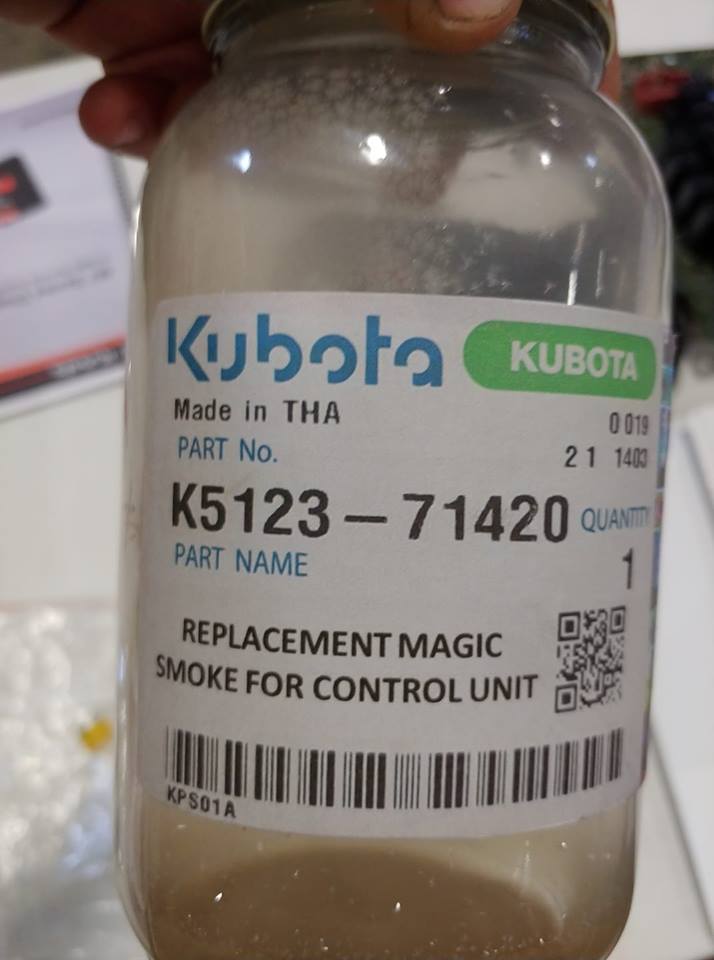 Kubota KUBOTA
Made in THA 0 019
PART No. 21 1403
K5123-71420 QUANTITY
PART NAME 1
REPLACEMENT MAGIC
SMOKE FOR CONTROL UNIT
KPS01A